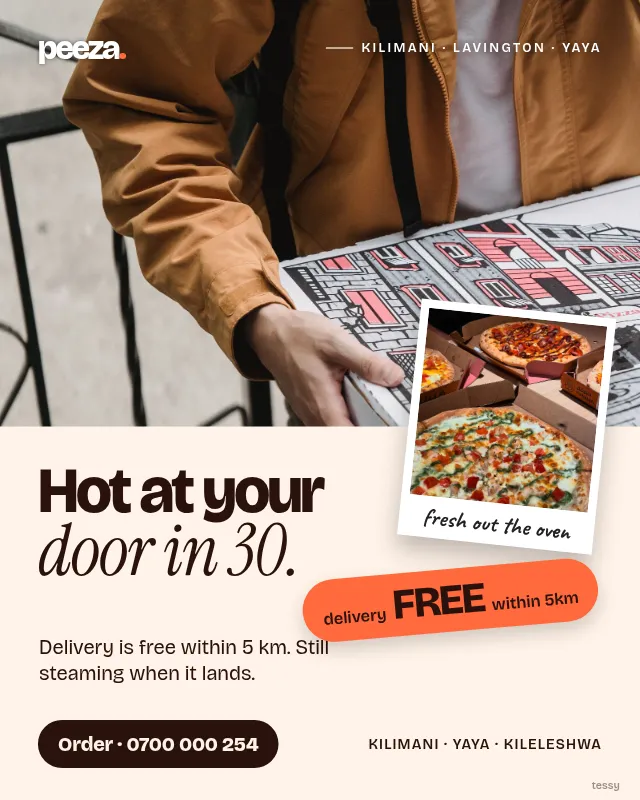 peeza.
KILIMANI · LAVINGTON · YAYA
fresh out the oven
Hot at your
door in 30.
delivery FREE within 5km
Delivery is free within 5 km. Still
steaming when it lands.
Order · 0700 000 254
KILIMANI · YAYA · KILELESHWA
tessy